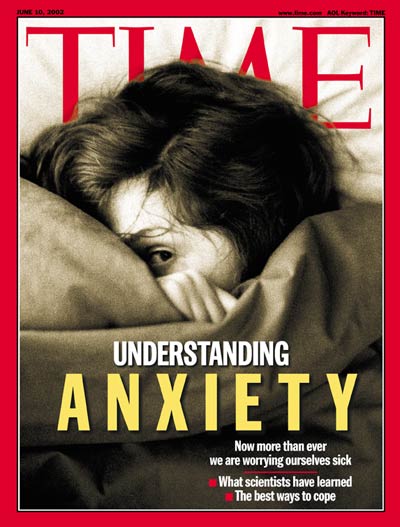 JUNE 10, 2002 www.time.com AOL Keyword: TIME
TIME
UNDERSTANDING
ANXIETY
Now more than ever
we are worrying ourselves sick
What scientists have learned
The best ways to cope